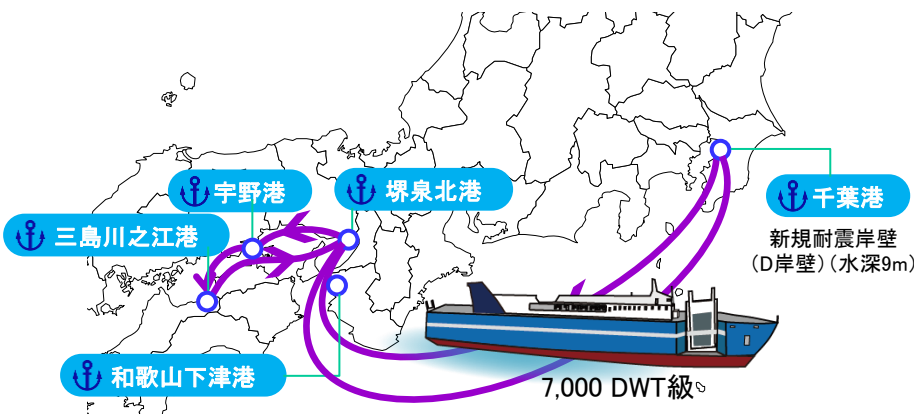 宇野港
堺泉北港
三島川之江港
千葉港
新規耐震岸壁
(D岸壁)(水深9m)
和歌山下津港
7,000 DWT級